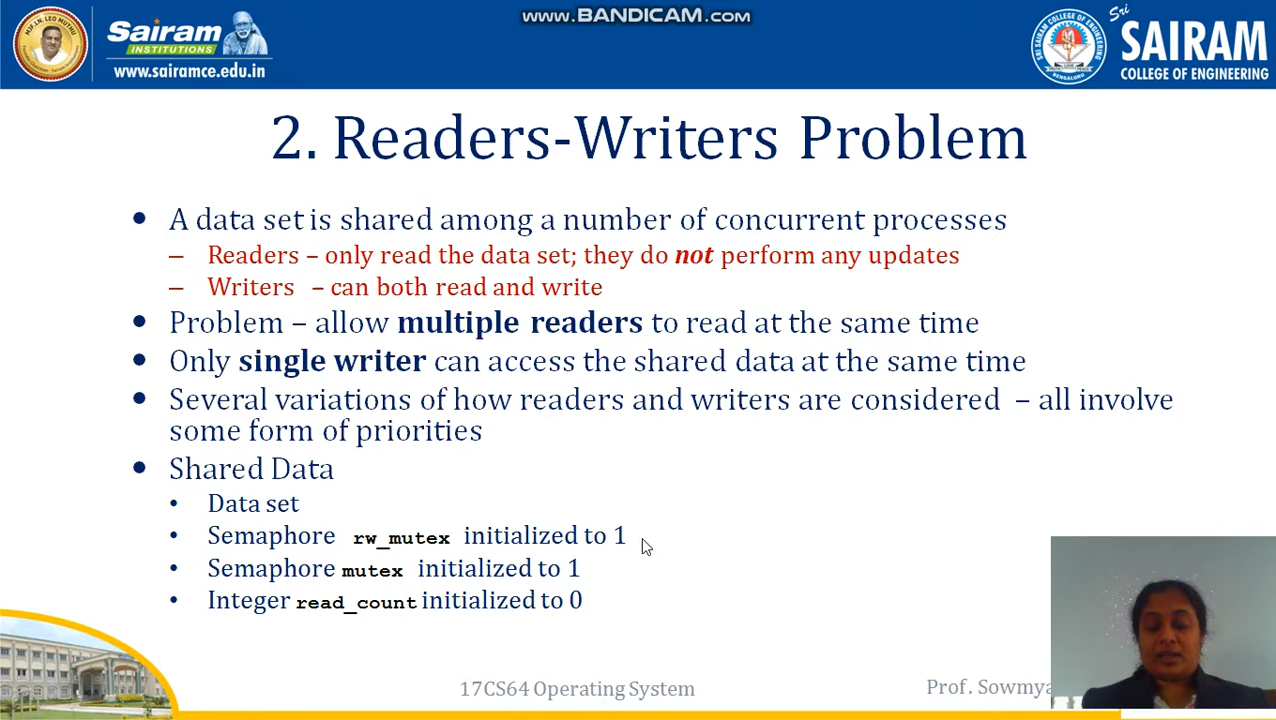 www.BANDICAM.com
Sairam
INSTITUTIONS
www.sairamce.edu.in
Sri
SAIRAM
COLLEGE OF ENGINEERING
2. Readers-Writers Problem
• A data set is shared among a number of concurrent processes
– Readers – only read the data set; they do not perform any updates
– Writers – can both read and write
• Problem – allow multiple readers to read at the same time
• Only single writer can access the shared data at the same time
• Several variations of how readers and writers are considered – all involve
some form of priorities
• Shared Data
• Data set
• Semaphore rw_mutex initialized to 1
• Semaphore mutex initialized to 1
• Integer read_count initialized to 0
17CS64 Operating System
Prof. Sowmya